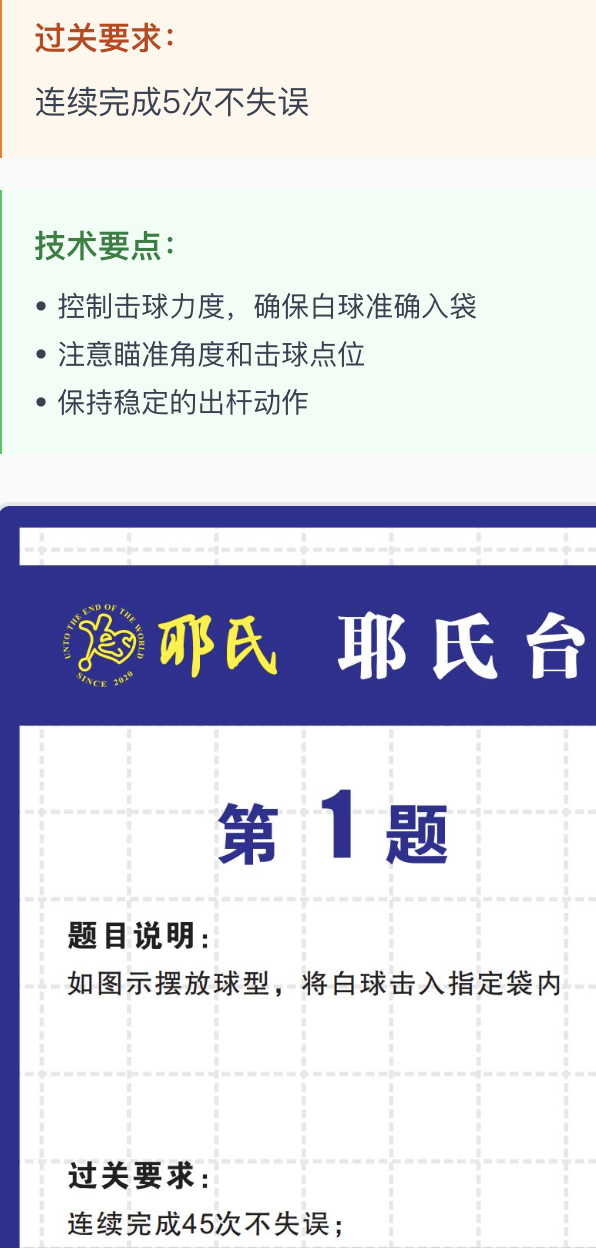 过关要求：
连续完成5次不失误
技术要点：
• 控制击球力度，确保白球准确入袋
• 注意瞄准角度和击球点位
• 保持稳定的出杆动作
UNTO THE END OF THE WORLD
SINCE 2020
耶氏 耶氏台
第1题
题目说明：
如图示摆放球型，将白球击入指定袋内
过关要求：
连续完成45次不失误；